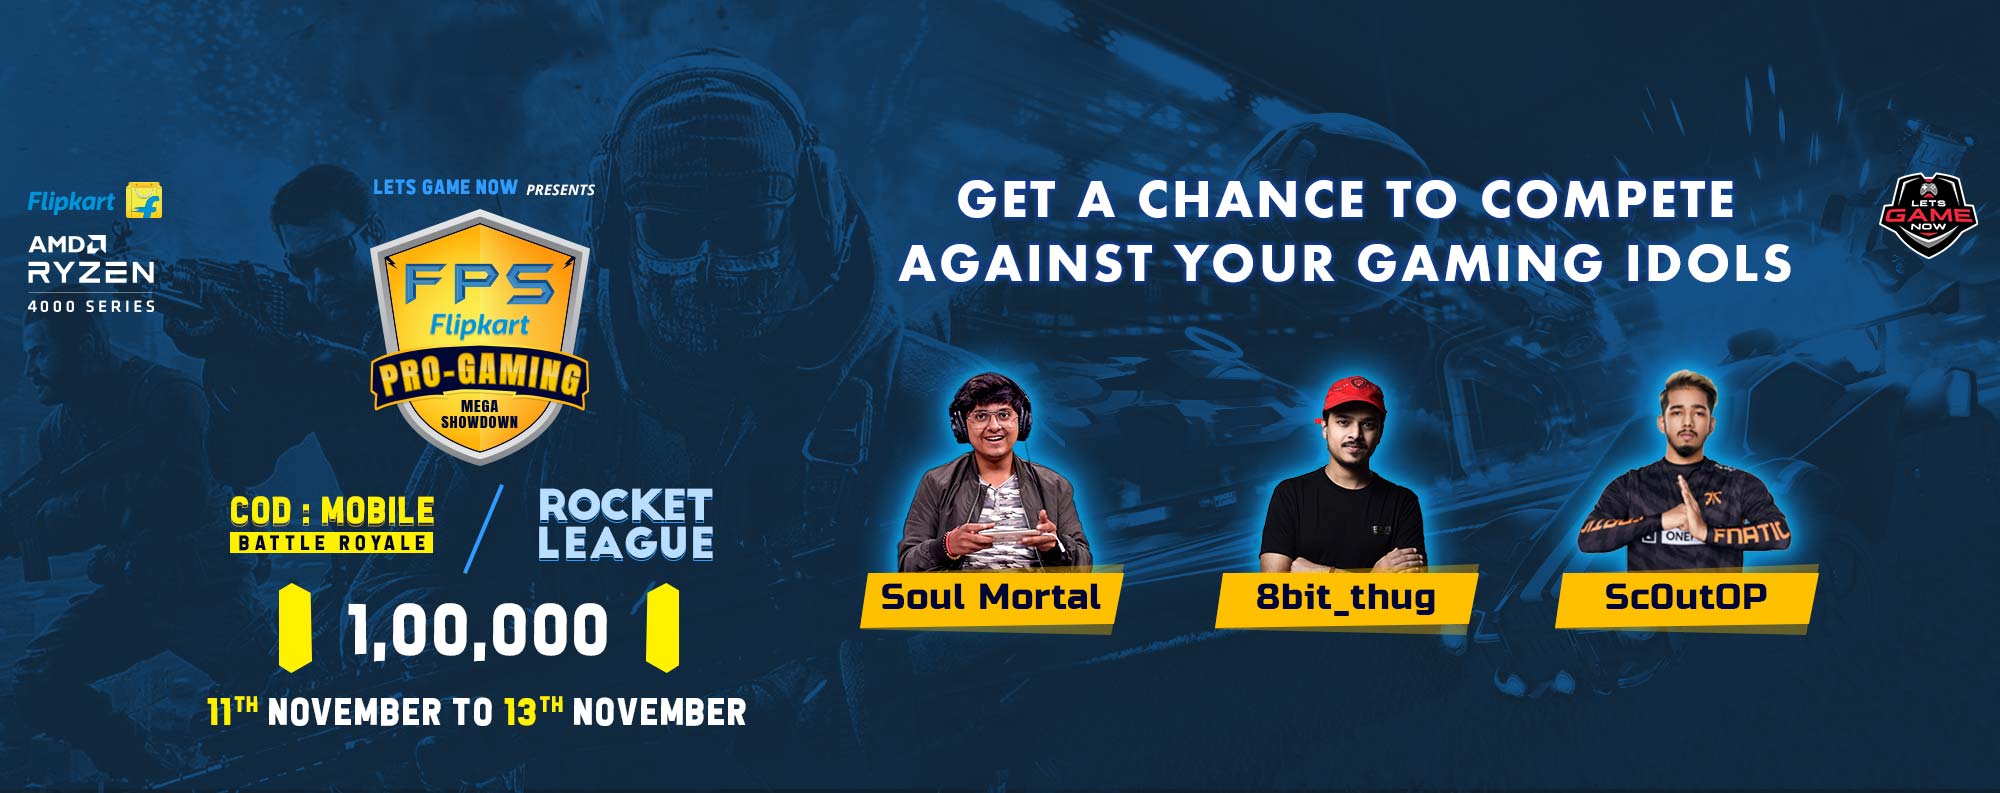 Flipkart
AMD
RYZEN
4000 SERIES
LETS GAME NOW PRESENTS
FPS
Flipkart
PRO-GAMING
MEGA
SHOWDOWN
COD : MOBILE
BATTLE ROYALE
ROCKET
LEAGUE
1,00,000
11TH NOVEMBER TO 13TH NOVEMBER
GET A CHANCE TO COMPETE
AGAINST YOUR GAMING IDOLS
LETS
GAME
NOW
FNATIC
Soul Mortal
8bit_thug
ScOutOP